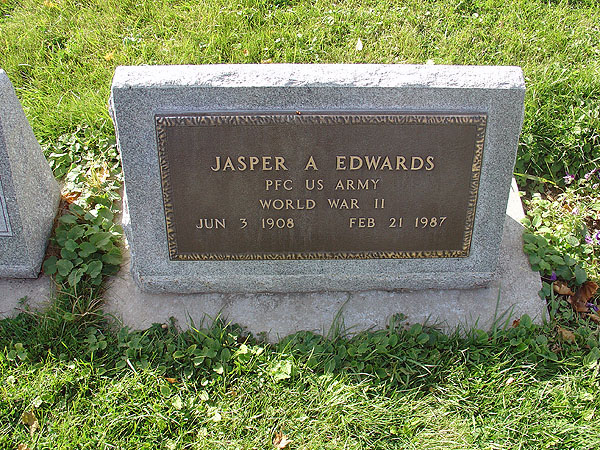 JASPER A EDWARDS
PFC US ARMY
WORLD WAR II
JUN 3 1908 FEB 21 1987